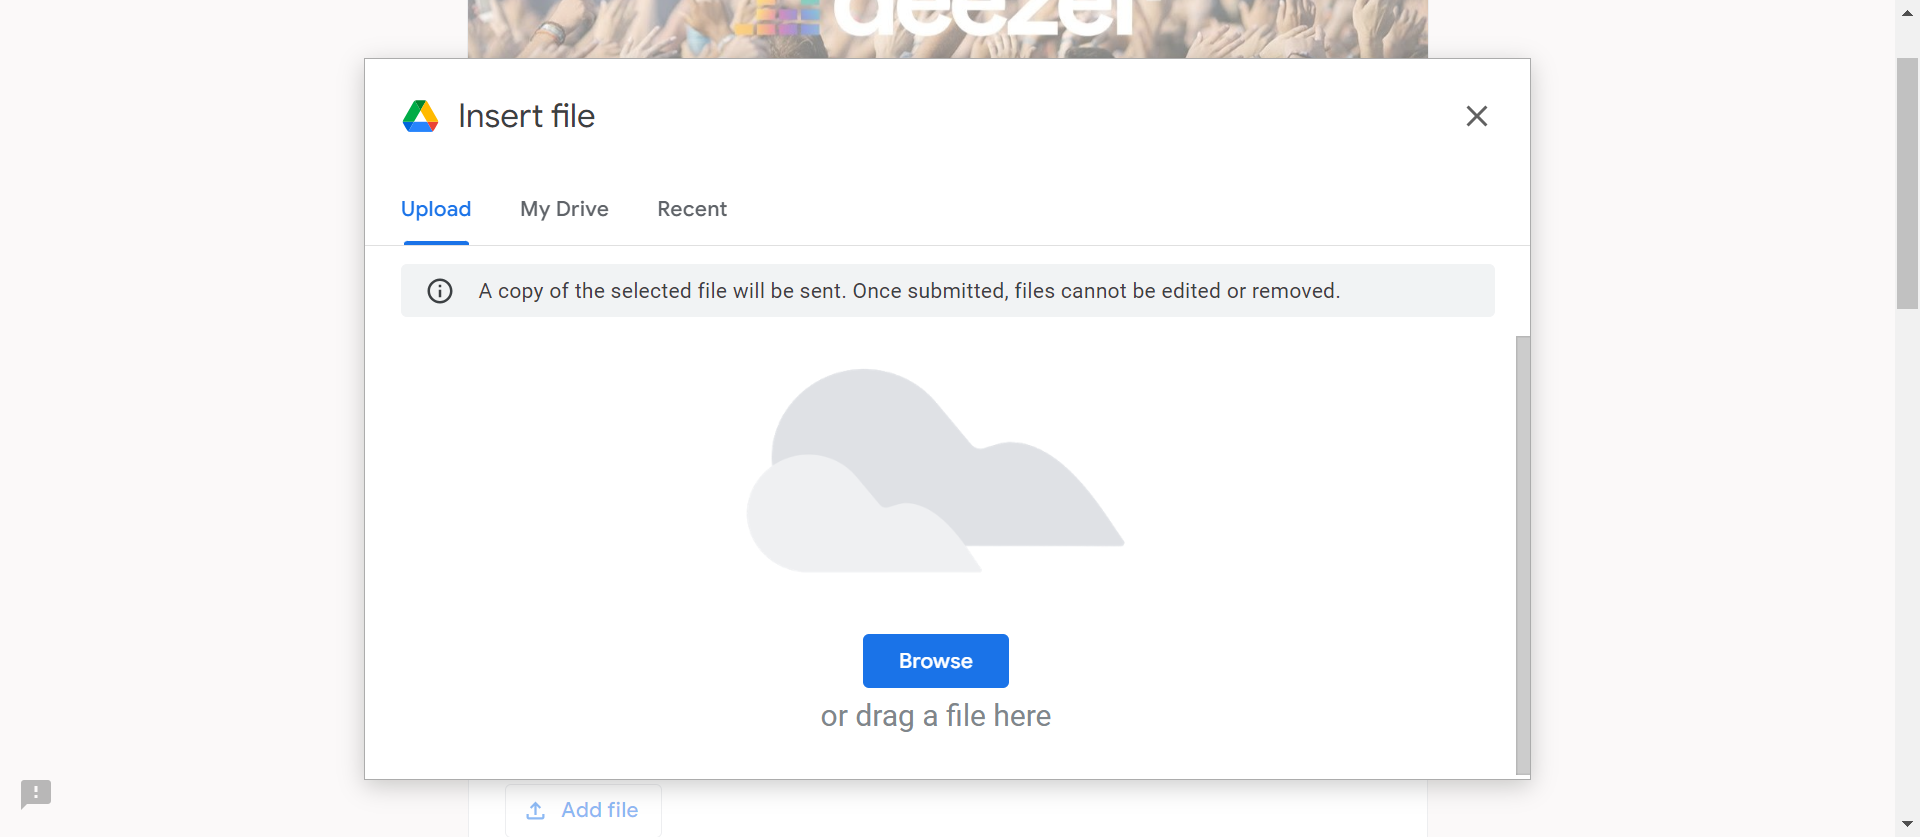 deezer
Insert file
Upload My Drive Recent
A copy of the selected file will be sent. Once submitted, files cannot be edited or removed.
Browse
or drag a file here
Add file